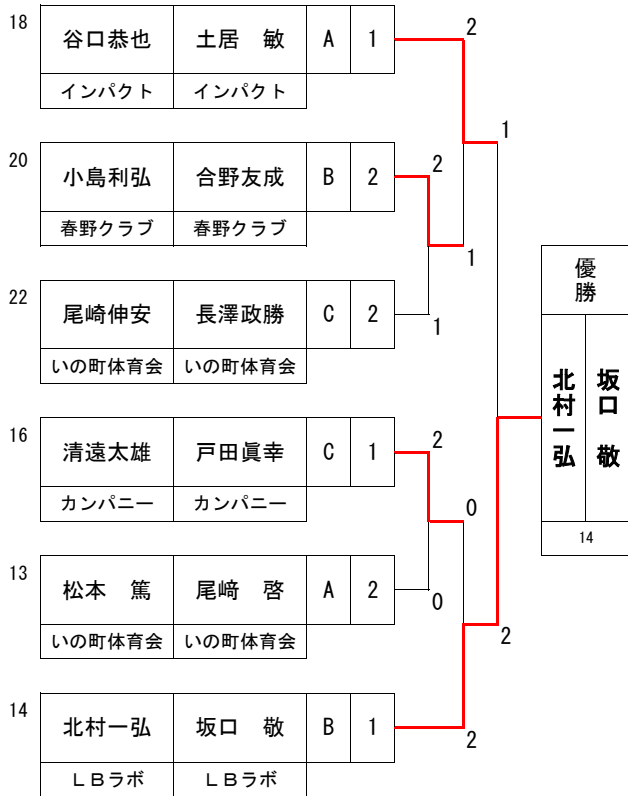 18
谷口恭也 土居　敏 A 1
インパクト インパクト
2
1
20
小島利弘 合野友成 B 2
春野クラブ 春野クラブ
2
1
22
尾崎伸安 長澤政勝 C 2
いの町体育会 いの町体育会
1
16
清遠太雄 戸田眞幸 C 1
カンパニー カンパニー
2
0
13
松本　篤 尾﨑　啓 A 2
いの町体育会 いの町体育会
0
2
14
北村一弘 坂口　敬 B 1
ＬＢラボ ＬＢラボ
2
優勝
北村一弘
坂口　敬
14